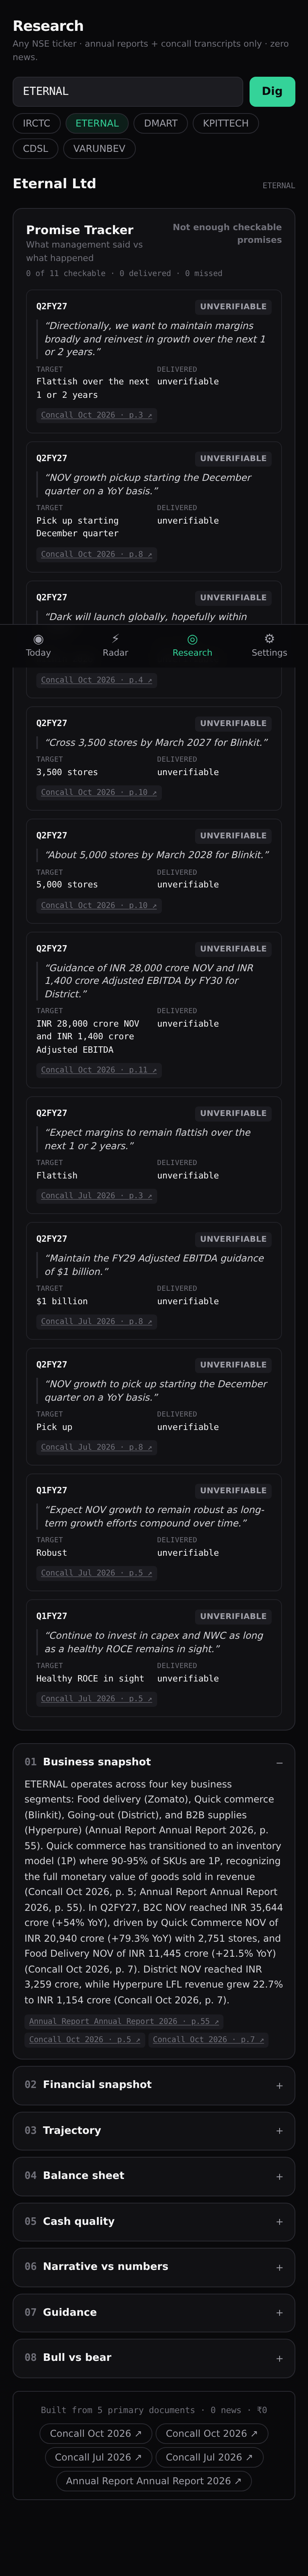 Research
Any NSE ticker · annual reports + concall transcripts only · zero
news.
ETERNAL
Dig
IRCTC
ETERNAL
DMART
KPITTECH
CDSL
VARUNBEV
Eternal Ltd
ETERNAL
Promise Tracker
What management said vs
what happened
Not enough checkable
promises
0 of 11 checkable · 0 delivered · 0 missed
Q2FY27
UNVERIFIABLE
“Directionally, we want to maintain margins
broadly and reinvest in growth over the next 1
or 2 years.”
TARGET
DELIVERED
Flattish over the next
1 or 2 years
unverifiable
Concall Oct 2026 · p.3 ↗
Q2FY27
UNVERIFIABLE
“NOV growth pickup starting the December
quarter on a YoY basis.”
TARGET
DELIVERED
Pick up starting
December quarter
unverifiable
Concall Oct 2026 · p.8 ↗
Q2FY27
UNVERIFIABLE
“Dark will launch globally, hopefully within
◉
Today
⚡
Radar
◎
Research
⚙
Settings
Concall Oct 2026 · p.4 ↗
Q2FY27
UNVERIFIABLE
“Cross 3,500 stores by March 2027 for Blinkit.”
TARGET
DELIVERED
3,500 stores
unverifiable
Concall Oct 2026 · p.10 ↗
Q2FY27
UNVERIFIABLE
“About 5,000 stores by March 2028 for Blinkit.”
TARGET
DELIVERED
5,000 stores
unverifiable
Concall Oct 2026 · p.10 ↗
Q2FY27
UNVERIFIABLE
“Guidance of INR 28,000 crore NOV and INR
1,400 crore Adjusted EBITDA by FY30 for
District.”
TARGET
DELIVERED
INR 28,000 crore NOV
and INR 1,400 crore
Adjusted EBITDA
unverifiable
Concall Oct 2026 · p.11 ↗
Q2FY27
UNVERIFIABLE
“Expect margins to remain flattish over the
next 1 or 2 years.”
TARGET
DELIVERED
Flattish
unverifiable
Concall Jul 2026 · p.3 ↗
Q2FY27
UNVERIFIABLE
“Maintain the FY29 Adjusted EBITDA guidance
of $1 billion.”
TARGET
DELIVERED
$1 billion
unverifiable
Concall Jul 2026 · p.8 ↗
Q2FY27
UNVERIFIABLE
“NOV growth to pick up starting the December
quarter on a YoY basis.”
TARGET
DELIVERED
Pick up
unverifiable
Concall Jul 2026 · p.8 ↗
Q1FY27
UNVERIFIABLE
“Expect NOV growth to remain robust as long-
term growth efforts compound over time.”
TARGET
DELIVERED
Robust
unverifiable
Concall Jul 2026 · p.5 ↗
Q1FY27
UNVERIFIABLE
“Continue to invest in capex and NWC as long
as a healthy ROCE remains in sight.”
TARGET
DELIVERED
Healthy ROCE in sight
unverifiable
Concall Jul 2026 · p.5 ↗
01 Business snapshot −
ETERNAL operates across four key business
segments: Food delivery (Zomato), Quick commerce
(Blinkit), Going-out (District), and B2B supplies
(Hyperpure) (Annual Report Annual Report 2026, p.
55). Quick commerce has transitioned to an inventory
model (1P) where 90-95% of SKUs are 1P, recognizing
the full monetary value of goods sold in revenue
(Concall Oct 2026, p. 5; Annual Report Annual Report
2026, p. 55). In Q2FY27, B2C NOV reached INR 35,644
crore (+54% YoY), driven by Quick Commerce NOV of
INR 20,940 crore (+79.3% YoY) with 2,751 stores, and
Food Delivery NOV of INR 11,445 crore (+21.5% YoY)
(Concall Oct 2026, p. 7). District NOV reached INR
3,259 crore, while Hyperpure LFL revenue grew 22.7%
to INR 1,154 crore (Concall Oct 2026, p. 7).
Annual Report Annual Report 2026 · p.55 ↗
Concall Oct 2026 · p.5 ↗
Concall Oct 2026 · p.7 ↗
02 Financial snapshot +
03 Trajectory +
04 Balance sheet +
05 Cash quality +
06 Narrative vs numbers +
07 Guidance +
08 Bull vs bear +
Built from 5 primary documents · 0 news · ₹0
Concall Oct 2026 ↗
Concall Oct 2026 ↗
Concall Jul 2026 ↗
Concall Jul 2026 ↗
Annual Report Annual Report 2026 ↗